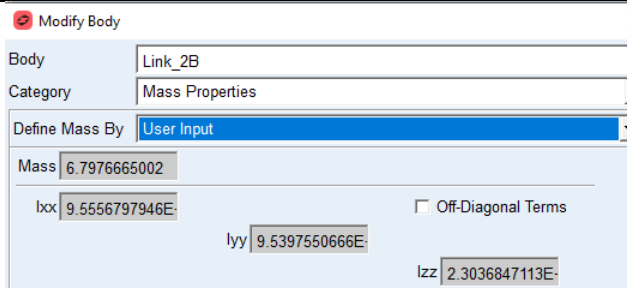 Modify Body
Body Link_2B
Category Mass Properties
Define Mass By User Input
Mass 6.7976665002
Ixx 9.5556797946E- Off-Diagonal Terms
Iyy 9.5397550666E-
Izz 2.3036847113E-